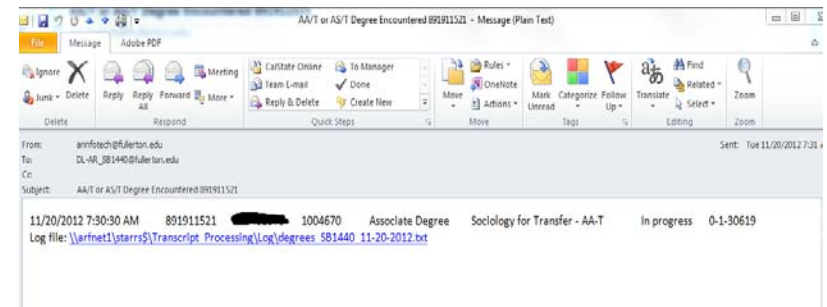 AA/T or AS/T Degree Encountered 891911521 - Message (Plain Text)
File Message Adobe PDF
Ignore
Junk
Delete
Reply
Reply All
Forward
Meeting
More
CalState Online
Team E-mail
Reply & Delete
To Manager
Done
Create New
Move
Rules
OneNote
Actions
Mark Unread
Categorize
Follow Up
Translate
Find
Related
Select
Zoom
Delete Respond Quick Steps Move Tags Editing Zoom
From: arinfotech@fullerton.edu Sent: Tue 11/20/2012 7:31
To: DL-AR_SB1440@fullerton.edu
Cc:
Subject: AA/T or AS/T Degree Encountered 891911521
11/20/2012 7:30:30 AM 891911521 1004670 Associate Degree Sociology for Transfer - AA-T In progress 0-1-30619
Log file: \\arfnet1\starrs$\Transcript Processing\Log\degrees SB1440 11-20-2012.txt